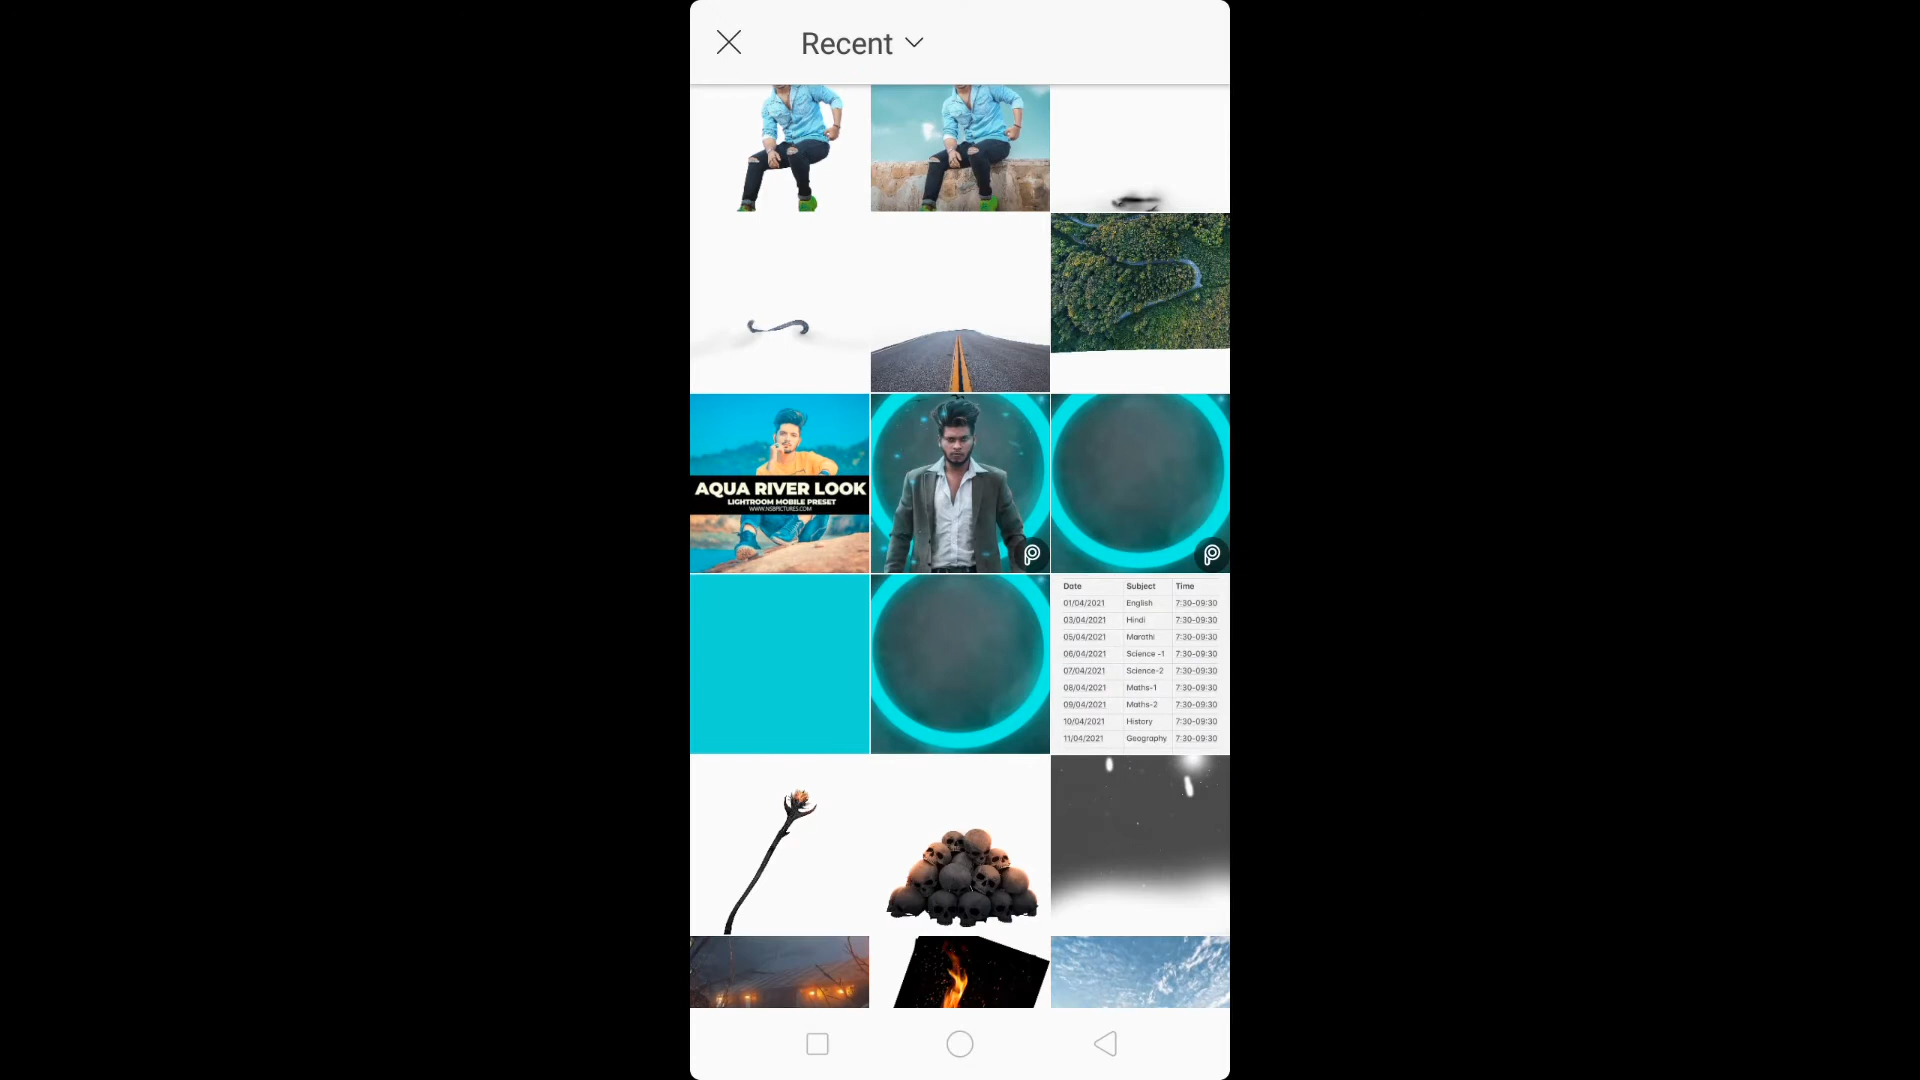 Recent
AQUA RIVER LOOK
LIGHTROOM MOBILE PRESET
WWW.NSBPICTURES.COM
Date Subject Time
01/04/2021 English 7:30-09:30
03/04/2021 Hindi 7:30-09:30
05/04/2021 Marathi 7:30-09:30
06/04/2021 Science -1 7:30-09:30
07/04/2021 Science-2 7:30-09:30
08/04/2021 Maths-1 7:30-09:30
09/04/2021 Maths-2 7:30-09:30
10/04/2021 History 7:30-09:30
11/04/2021 Geography 7:30-09:30